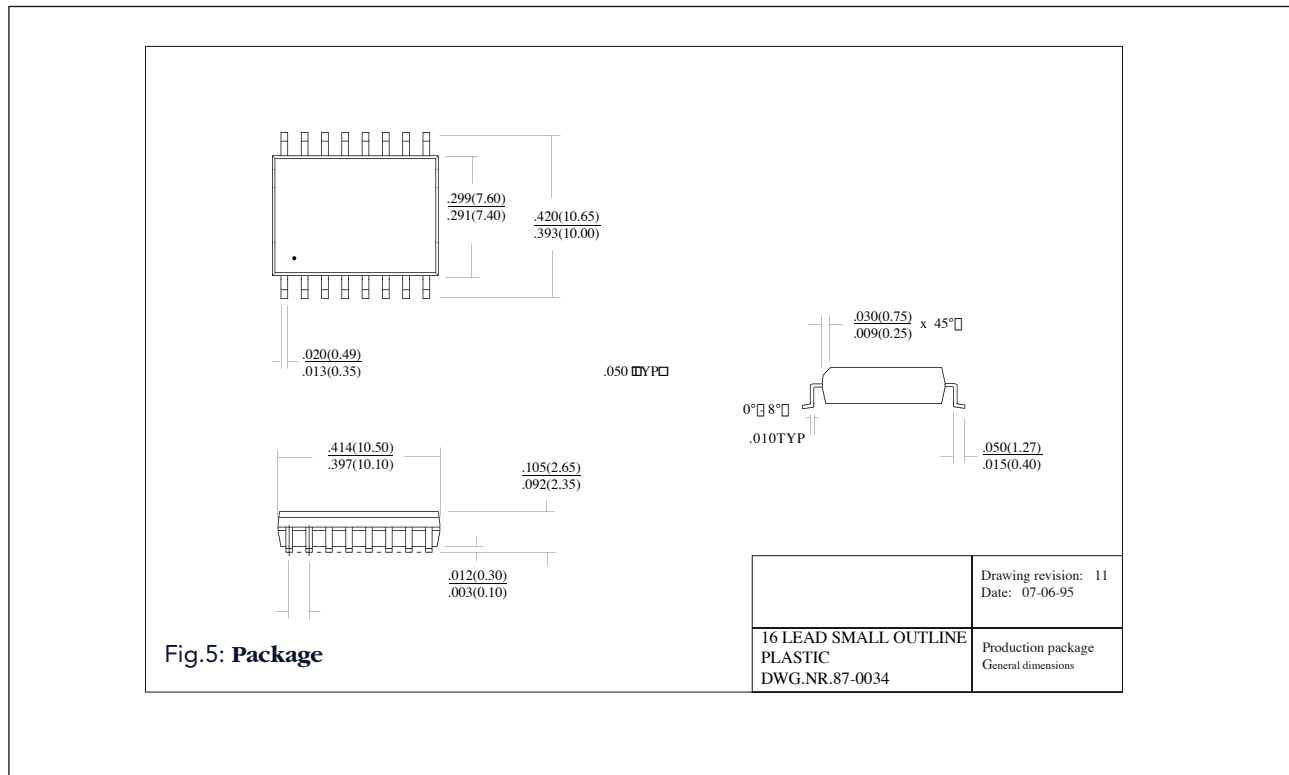 .299(7.60)
.291(7.40)
.420(10.65)
.393(10.00)
.020(0.49)
.013(0.35)
.050 TYP
.030(0.75)
.009(0.25)
x 45°
0° 8°
.010TYP
.050(1.27)
.015(0.40)
.414(10.50)
.397(10.10)
.105(2.65)
.092(2.35)
.012(0.30)
.003(0.10)
Fig.5: Package
Drawing revision: 11
Date: 07-06-95
16 LEAD SMALL OUTLINE
PLASTIC
DWG.NR.87-0034
Production package
General dimensions